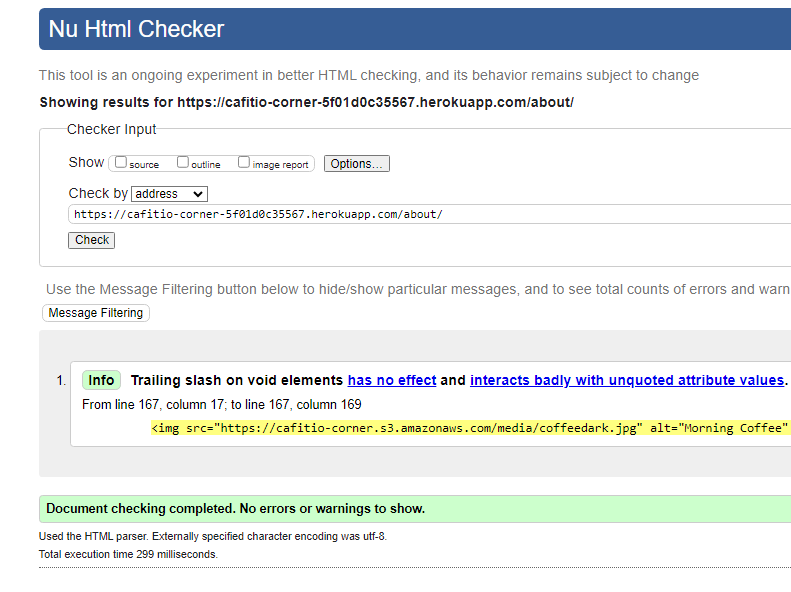 Nu Html Checker
This tool is an ongoing experiment in better HTML checking, and its behavior remains subject to change
Showing results for https://cafitio-corner-5f01d0c35567.herokuapp.com/about/
Checker Input
Show source outline image report Options...
Check by address
https://cafitio-corner-5f01d0c35567.herokuapp.com/about/
Check
Use the Message Filtering button below to hide/show particular messages, and to see total counts of errors and warn
Message Filtering
1. Info Trailing slash on void elements has no effect and interacts badly with unquoted attribute values.
From line 167, column 17; to line 167, column 169
<img src="https://cafitio-corner.s3.amazonaws.com/media/coffeedark.jpg" alt="Morning Coffee"
Document checking completed. No errors or warnings to show.
Used the HTML parser. Externally specified character encoding was utf-8.
Total execution time 299 milliseconds.